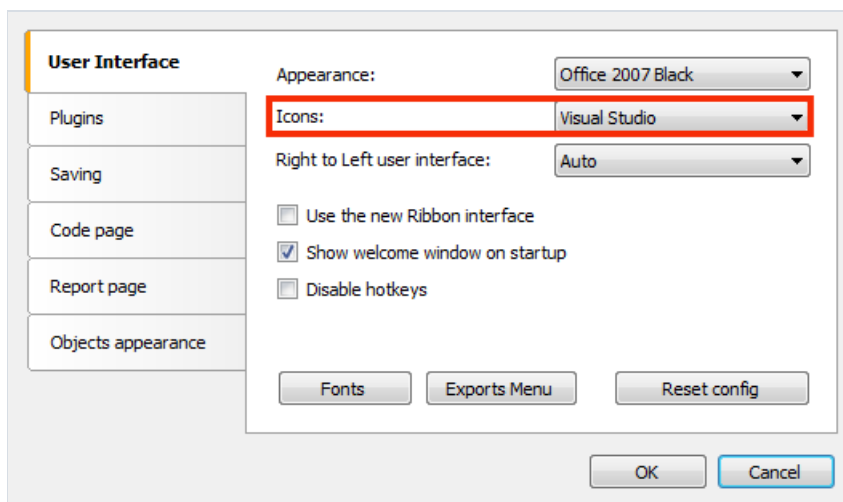 User Interface
Appearance: Office 2007 Black
Plugins
Icons: Visual Studio
Right to Left user interface: Auto
Saving
Use the new Ribbon interface
Code page
Show welcome window on startup
Report page
Disable hotkeys
Objects appearance
Fonts Exports Menu Reset config
OK Cancel